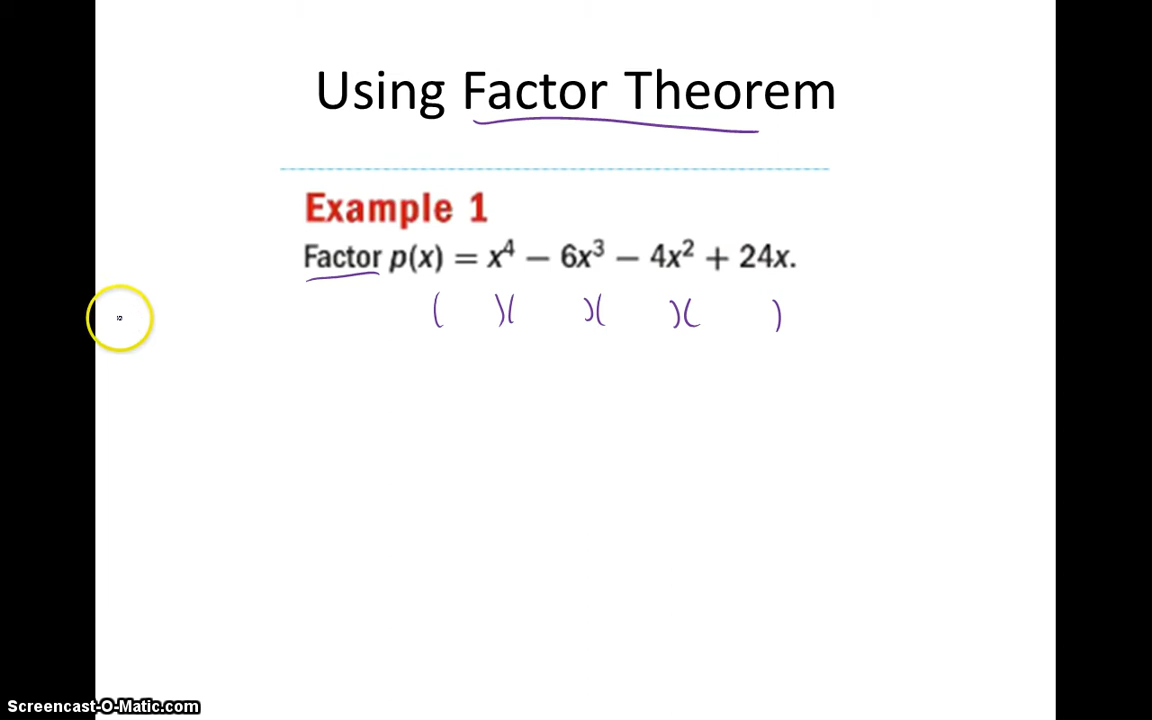 Using Factor Theorem
Example 1
Factor p(x) = x⁴ − 6x³ − 4x² + 24x.
( )( )( )( )
Screencast-O-Matic.com